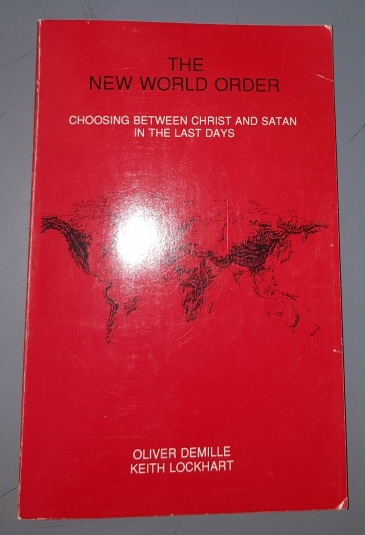 THE
NEW WORLD ORDER
CHOOSING BETWEEN CHRIST AND SATAN
IN THE LAST DAYS
OLIVER DEMILLE
KEITH LOCKHART